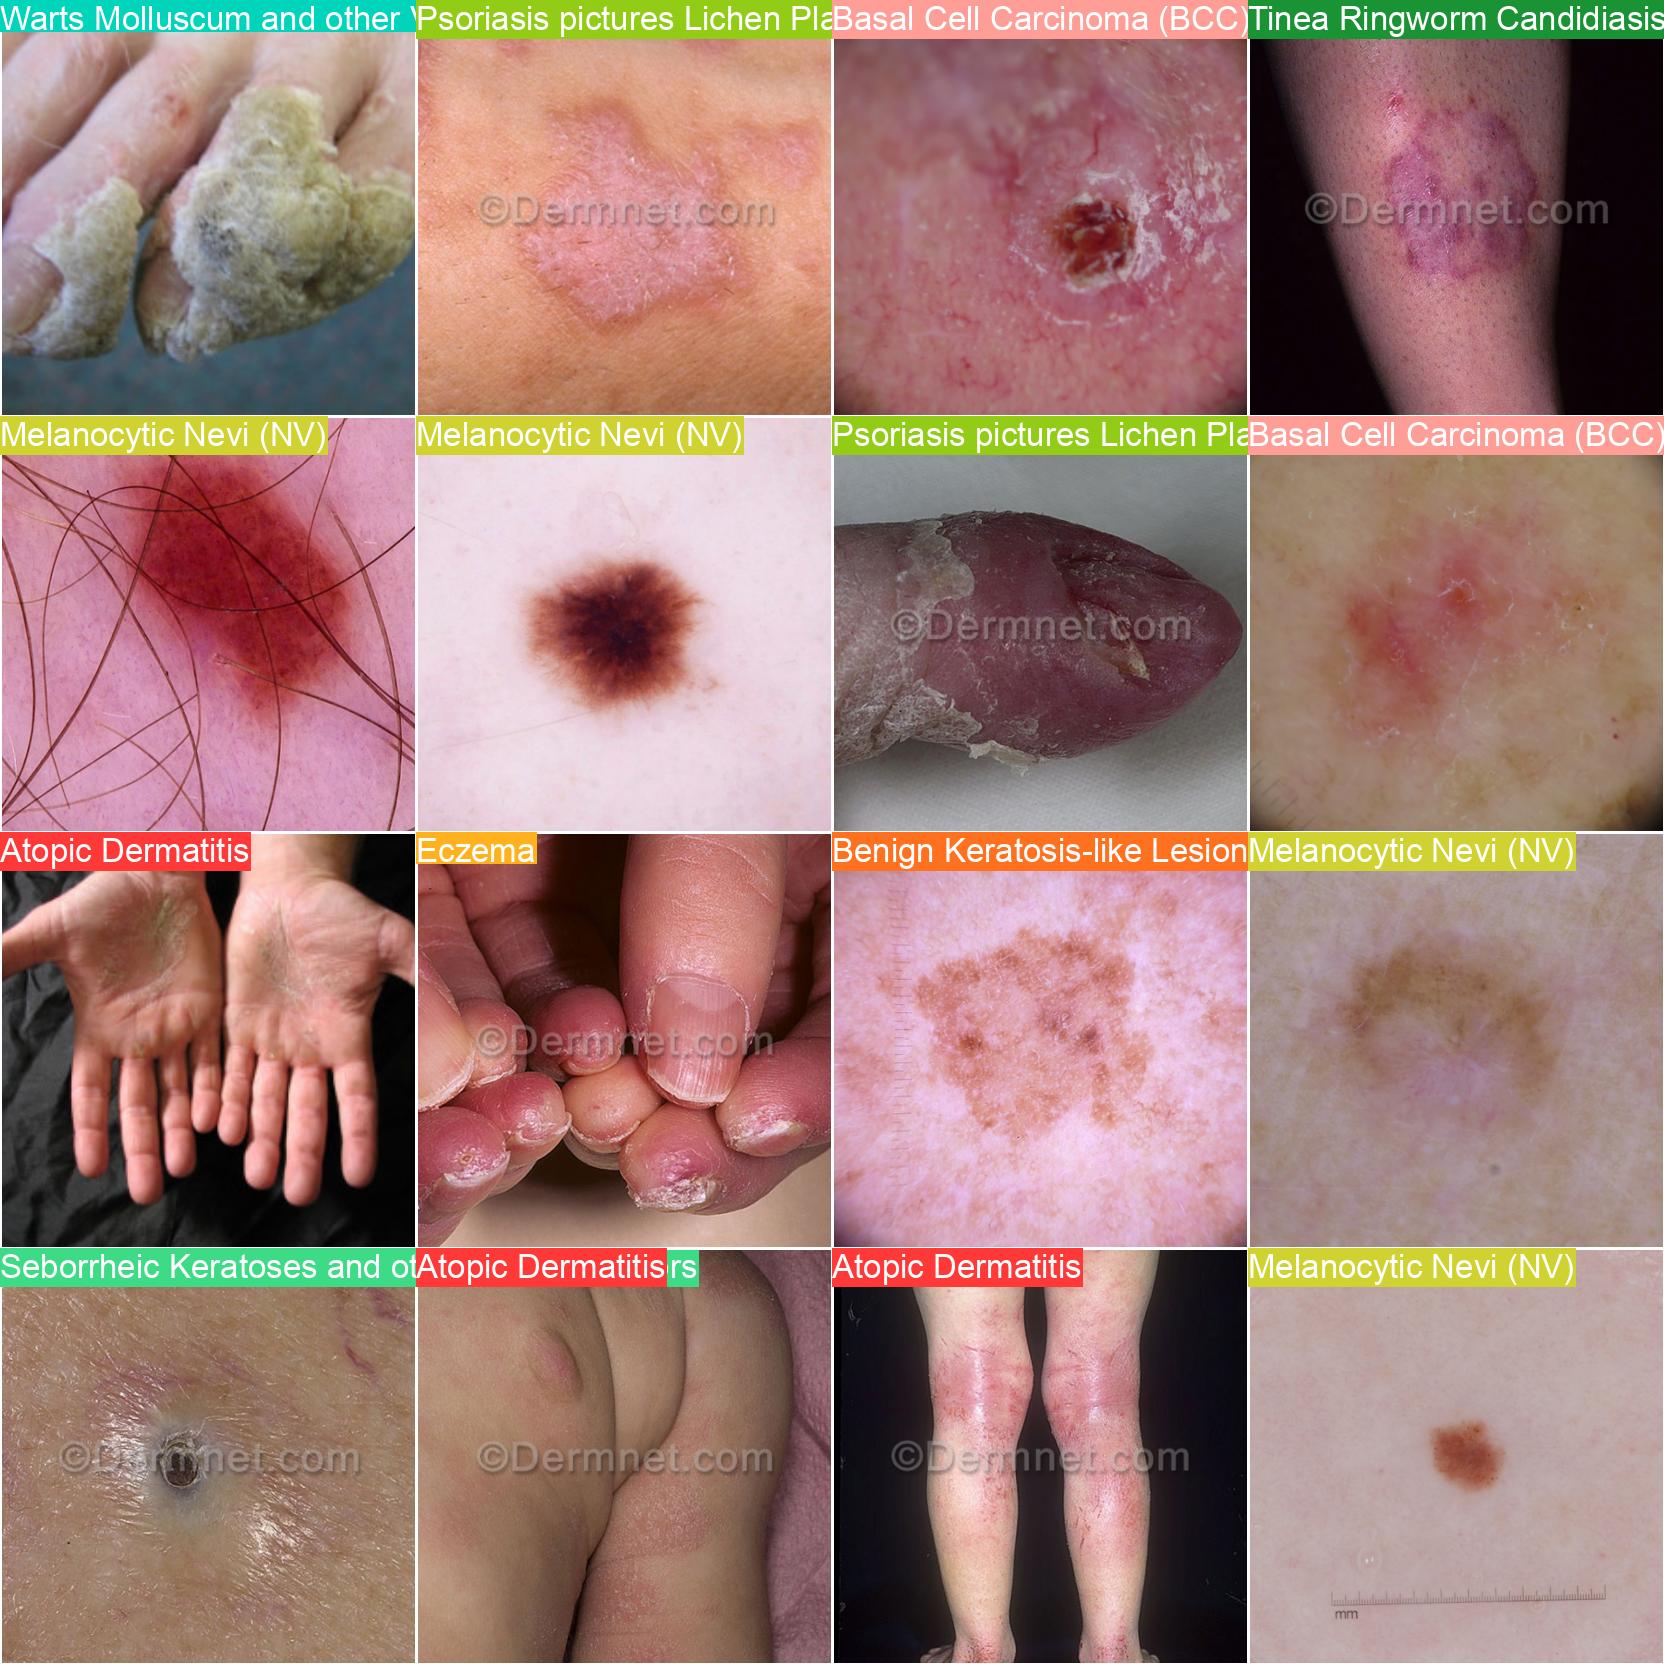 Warts Molluscum and other
Psoriasis pictures Lichen Pla
Basal Cell Carcinoma (BCC)
Tinea Ringworm Candidiasis
©Dermnet.com
©Dermnet.com
©Dermnet.com
Melanocytic Nevi (NV)
Melanocytic Nevi (NV)
Psoriasis pictures Lichen Pla
Basal Cell Carcinoma (BCC)
©Dermnet.com
Atopic Dermatitis
Eczema
Benign Keratosis-like Lesion
Melanocytic Nevi (NV)
©Dermnet.com
Seborrheic Keratoses and ot
Atopic Dermatitis
rs
Atopic Dermatitis
Melanocytic Nevi (NV)
©Dermnet.com
©Dermnet.com
©Dermnet.com
mm